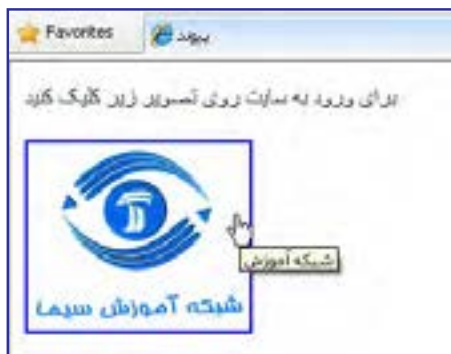 Favorites
پیوند
برای ورود به سایت روی تصویر زیر کلیک کنید
شبکه آموزش
شبکه آموزش سیما